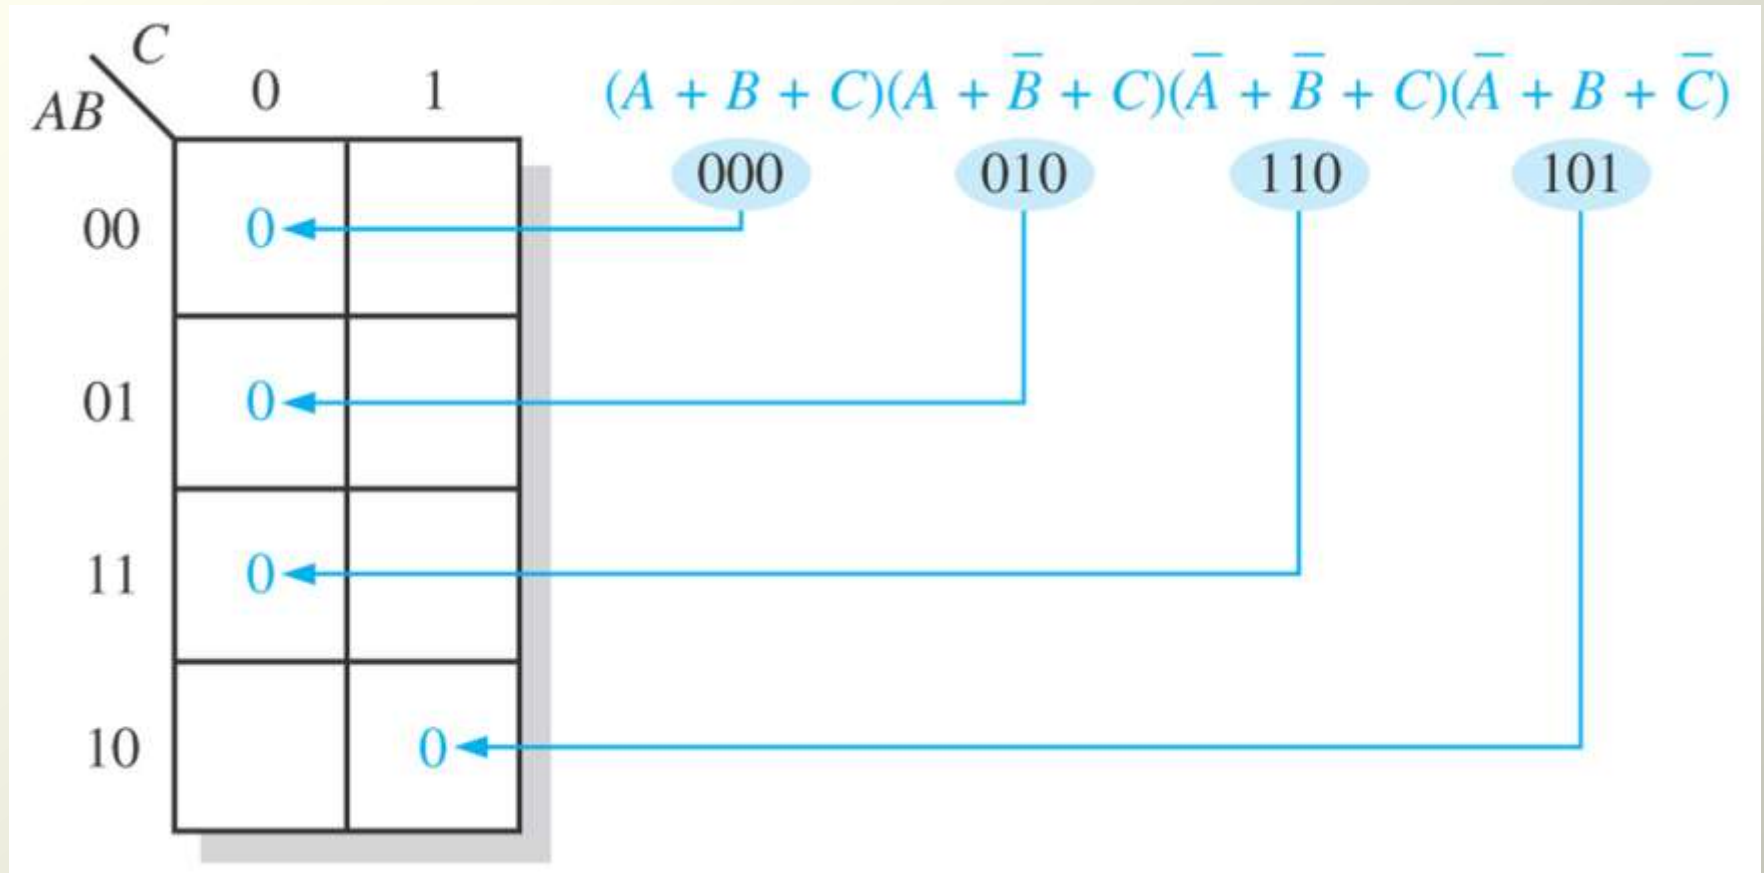 C
AB
0 1
(A + B + C)(A + B̅ + C)(A̅ + B̅ + C)(A̅ + B + C̅)
000 010 110 101
00 0
01 0
11 0
10 0